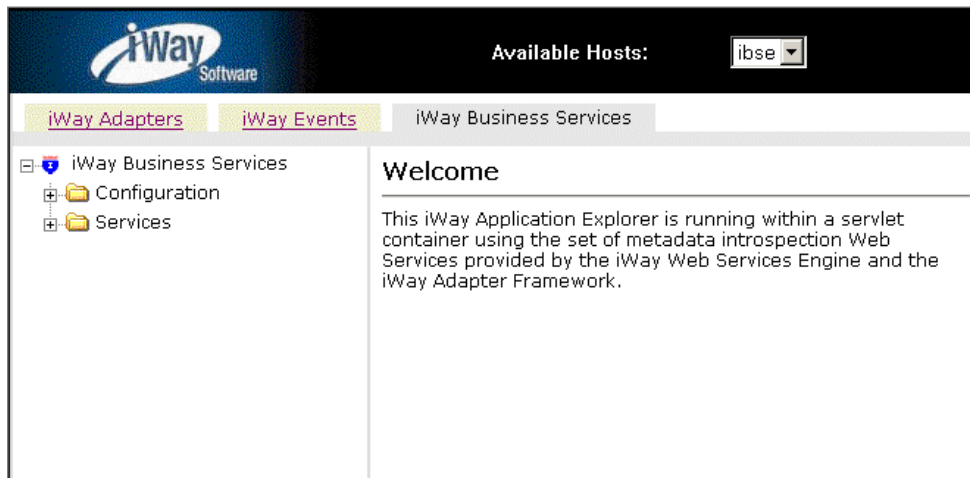 iWay
Software
Available Hosts:
ibse
iWay Adapters
iWay Events
iWay Business Services
iWay Business Services
Configuration
Services
Welcome
This iWay Application Explorer is running within a servlet
container using the set of metadata introspection Web
Services provided by the iWay Web Services Engine and the
iWay Adapter Framework.